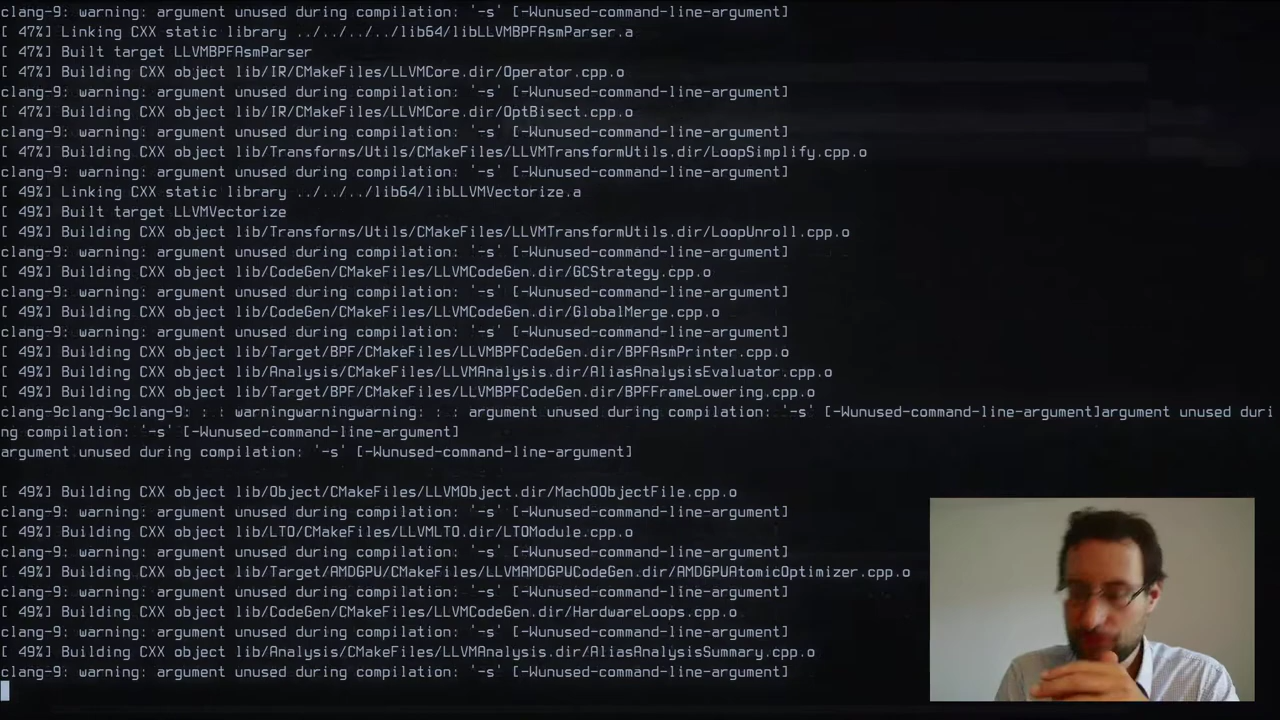 clang-9: warning: argument unused during compilation: '-s' [-Wunused-command-line-argument]
[ 47%] Linking CXX static library ../../../lib64/libLLVMBPFAsmParser.a
[ 47%] Built target LLVMBPFAsmParser
[ 47%] Building CXX object lib/IR/CMakeFiles/LLVMCore.dir/Operator.cpp.o
clang-9: warning: argument unused during compilation: '-s' [-Wunused-command-line-argument]
[ 47%] Building CXX object lib/IR/CMakeFiles/LLVMCore.dir/OptBisect.cpp.o
clang-9: warning: argument unused during compilation: '-s' [-Wunused-command-line-argument]
[ 47%] Building CXX object lib/Transforms/Utils/CMakeFiles/LLVMTransformUtils.dir/LoopSimplify.cpp.o
clang-9: warning: argument unused during compilation: '-s' [-Wunused-command-line-argument]
[ 49%] Linking CXX static library ../../../lib64/libLLVMVectorize.a
[ 49%] Built target LLVMVectorize
[ 49%] Building CXX object lib/Transforms/Utils/CMakeFiles/LLVMTransformUtils.dir/LoopUnroll.cpp.o
clang-9: warning: argument unused during compilation: '-s' [-Wunused-command-line-argument]
[ 49%] Building CXX object lib/CodeGen/CMakeFiles/LLVMCodeGen.dir/GCStrategy.cpp.o
clang-9: warning: argument unused during compilation: '-s' [-Wunused-command-line-argument]
[ 49%] Building CXX object lib/CodeGen/CMakeFiles/LLVMCodeGen.dir/GlobalMerge.cpp.o
clang-9: warning: argument unused during compilation: '-s' [-Wunused-command-line-argument]
[ 49%] Building CXX object lib/Target/BPF/CMakeFiles/LLVMBPFCodeGen.dir/BPFAsmPrinter.cpp.o
[ 49%] Building CXX object lib/Analysis/CMakeFiles/LLVMAnalysis.dir/AliasAnalysisEvaluator.cpp.o
[ 49%] Building CXX object lib/Target/BPF/CMakeFiles/LLVMBPFCodeGen.dir/BPFFrameLowering.cpp.o
clang-9clang-9clang-9: : : warningwarningwarning: : : argument unused during compilation: '-s' [-Wunused-command-line-argument]argument unused duri
ng compilation: '-s' [-Wunused-command-line-argument]
argument unused during compilation: '-s' [-Wunused-command-line-argument]
[ 49%] Building CXX object lib/Object/CMakeFiles/LLVMObject.dir/MachOObjectFile.cpp.o
clang-9: warning: argument unused during compilation: '-s' [-Wunused-command-line-argument]
[ 49%] Building CXX object lib/LTO/CMakeFiles/LLVMLTO.dir/LTOModule.cpp.o
clang-9: warning: argument unused during compilation: '-s' [-Wunused-command-line-argument]
[ 49%] Building CXX object lib/Target/AMDGPU/CMakeFiles/LLVMAMDGPUCodeGen.dir/AMDGPUAtomicOptimizer.cpp.o
clang-9: warning: argument unused during compilation: '-s' [-Wunused-command-line-argument]
[ 49%] Building CXX object lib/CodeGen/CMakeFiles/LLVMCodeGen.dir/HardwareLoops.cpp.o
clang-9: warning: argument unused during compilation: '-s' [-Wunused-command-line-argument]
[ 49%] Building CXX object lib/Analysis/CMakeFiles/LLVMAnalysis.dir/AliasAnalysisSummary.cpp.o
clang-9: warning: argument unused during compilation: '-s' [-Wunused-command-line-argument]